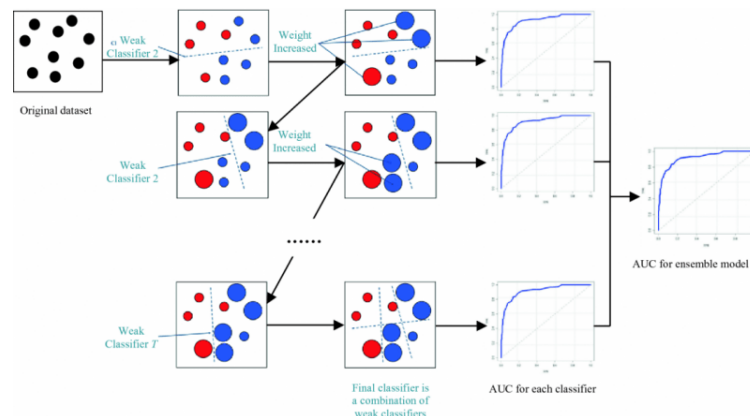 ω Weak
Classifier 2
Weight
Increased
Original dataset
Weak
Classifier 2
Weight
Increased
......
AUC for ensemble model
Weak
Classifier T
AUC for each classifier
Final classifier is
a combination of
weak classifiers